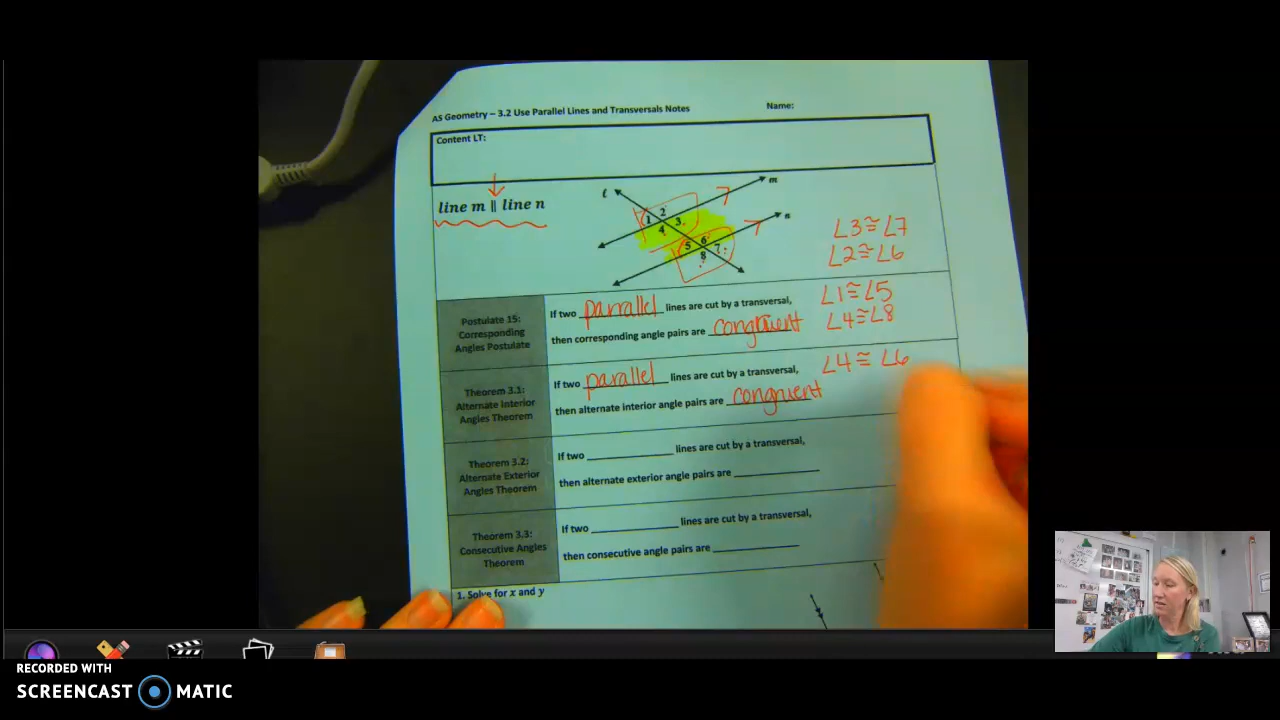 AS Geometry – 3.2 Use Parallel Lines and Transversals Notes Name:
Content LT:
line m ∥ line n
ℓ
m
n
1 2
4 3
5 6
8 7
∠3≅∠7
∠2≅∠6
∠1≅∠5
∠4≅∠8
Postulate 15:
Corresponding
Angles Postulate
If two parrallel lines are cut by a transversal,
then corresponding angle pairs are congruent
Theorem 3.1:
Alternate Interior
Angles Theorem
If two parallel lines are cut by a transversal,
then alternate interior angle pairs are congruent
∠4≅∠6
Theorem 3.2:
Alternate Exterior
Angles Theorem
If two ________ lines are cut by a transversal,
then alternate exterior angle pairs are ________
Theorem 3.3:
Consecutive Angles
Theorem
If two ________ lines are cut by a transversal,
then consecutive angle pairs are ________
1. Solve for x and y
RECORDED WITH
SCREENCAST MATIC